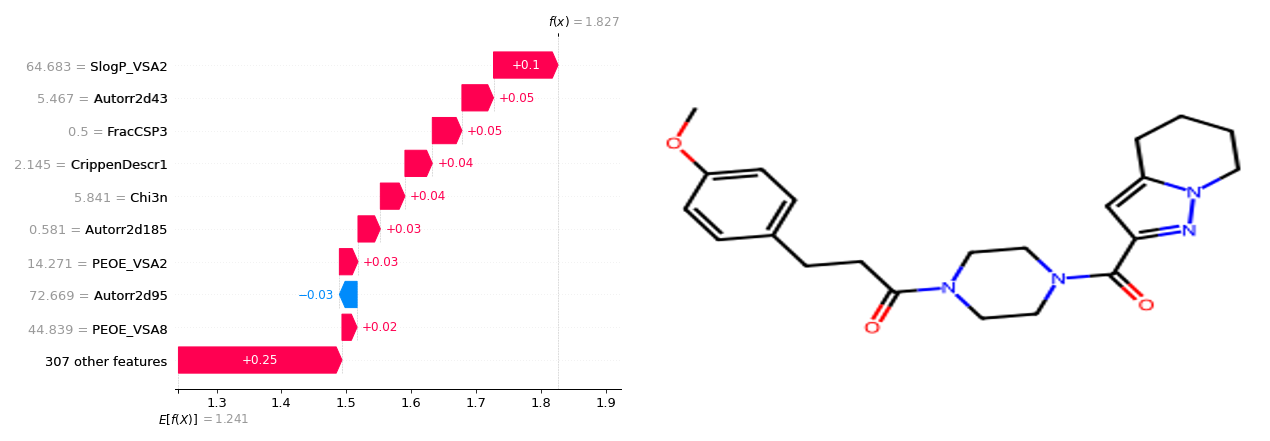 f(x) = 1.827
64.683 = SlogP_VSA2 +0.1
5.467 = Autorr2d43 +0.05
0.5 = FracCSP3 +0.05
2.145 = CrippenDescr1 +0.04
5.841 = Chi3n +0.04
0.581 = Autorr2d185 +0.03
14.271 = PEOE_VSA2 +0.03
72.669 = Autorr2d95 −0.03
44.839 = PEOE_VSA8 +0.02
307 other features +0.25
1.3 1.4 1.5 1.6 1.7 1.8 1.9
E[f(X)] = 1.241
O
N
O
N
O
N
N